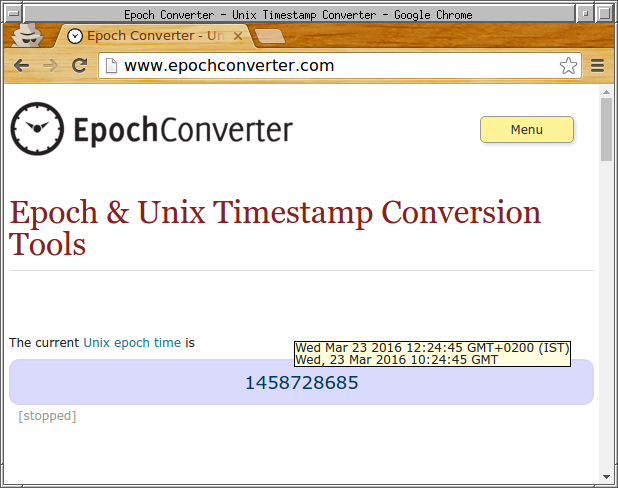 Epoch Converter - Unix Timestamp Converter - Google Chrome
Epoch Converter - Un
www.epochconverter.com
EpochConverter
Menu
Epoch & Unix Timestamp Conversion
Tools
The current Unix epoch time is
Wed Mar 23 2016 12:24:45 GMT+0200 (IST)
Wed, 23 Mar 2016 10:24:45 GMT
1458728685
[stopped]